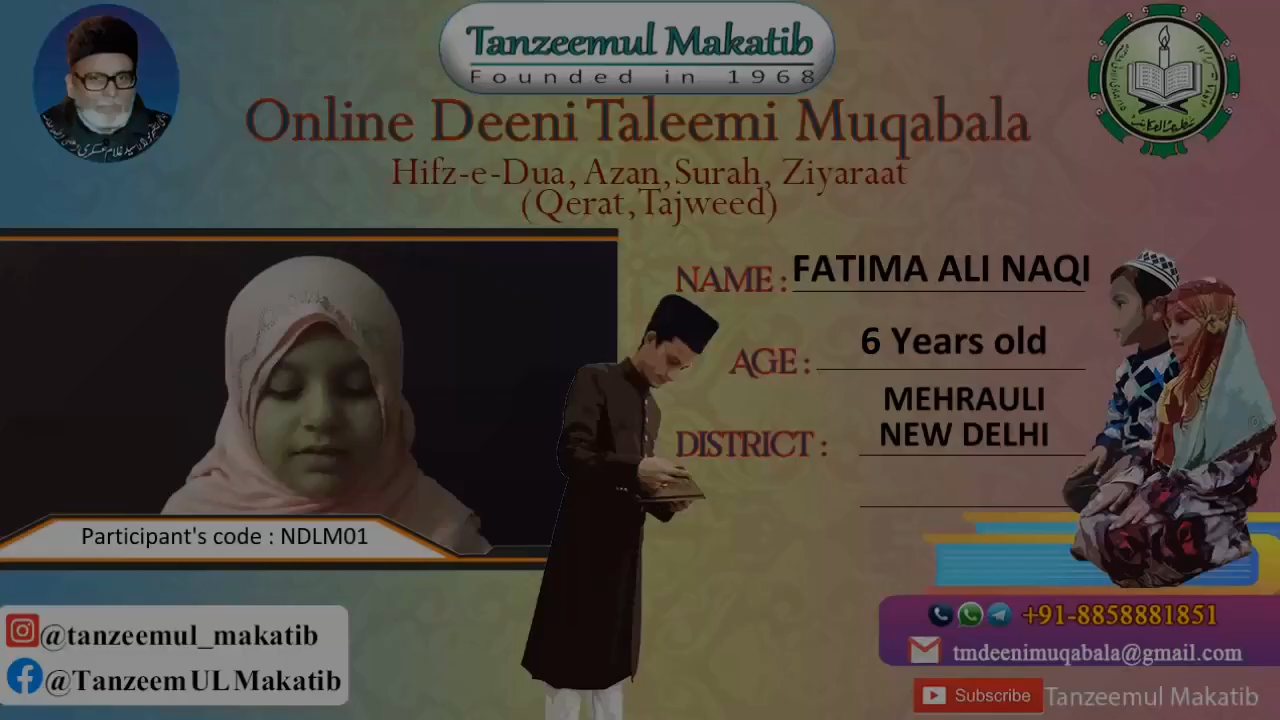 Tanzeemul Makatib
Founded in 1968
Online Deeni Taleemi Muqabala
Hifz-e-Dua, Azan,Surah, Ziyaraat
(Qerat,Tajweed)
NAME : FATIMA ALI NAQI
AGE : 6 Years old
DISTRICT : MEHRAULI
NEW DELHI
Participant's code : NDLM01
@tanzeemul_makatib
@Tanzeem UL Makatib
+91-8858881851
tmdeenimuqabala@gmail.com
Subscribe Tanzeemul Makatib